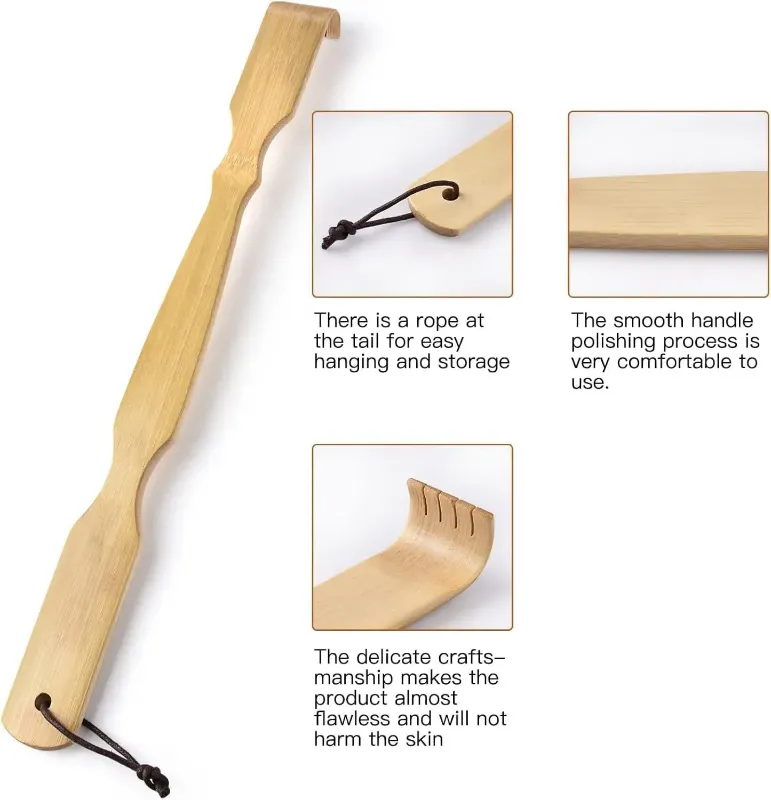 There is a rope at
the tail for easy
hanging and storage
The smooth handle
polishing process is
very comfortable to
use.
The delicate crafts–
manship makes the
product almost
flawless and will not
harm the skin